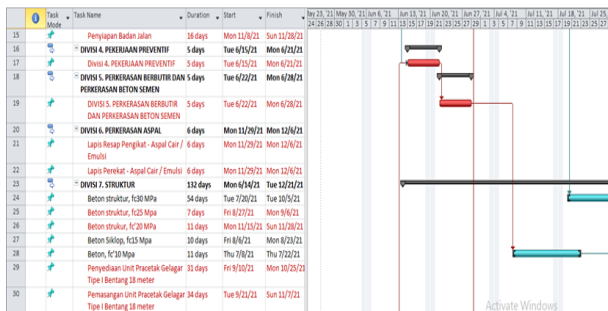 Task Mode Task Name Duration Start Finish
May 23, '21 May 30, '21 Jun 6, '21 Jun 13, '21 Jun 20, '21 Jun 27, '21 Jul 4, '21 Jul 11, '21 Jul 18, '21 Jul 25,
15 Penyiapan Badan Jalan 16 days Mon 11/8/21 Sun 11/28/21
16 DIVISI 4. PEKERJAAN PREVENTIF 5 days Tue 6/15/21 Mon 6/21/21
17 Divisi 4. PEKERJAAN PREVENTIF 5 days Tue 6/15/21 Mon 6/21/21
18 DIVISI 5. PERKERASAN BERBUTIR DAN 5 days Tue 6/22/21 Mon 6/28/21
PERKERASAN BETON SEMEN
19 DIVISI 5. PERKERASAN BERBUTIR 5 days Tue 6/22/21 Mon 6/28/21
DAN PERKERASAN BETON SEMEN
20 DIVISI 6. PERKERASAN ASPAL 6 days Mon 11/29/21 Mon 12/6/21
21 Lapis Resap Pengikat - Aspal Cair / 6 days Mon 11/29/21 Mon 12/6/21
Emulsi
22 Lapis Perekat - Aspal Cair / Emulsi 6 days Mon 11/29/21 Mon 12/6/21
23 DIVISI 7. STRUKTUR 132 days Mon 6/14/21 Tue 12/21/21
24 Beton struktur, fc30 MPa 54 days Tue 7/20/21 Tue 10/5/21
25 Beton struktur, fc25 Mpa 7 days Fri 8/27/21 Mon 9/6/21
26 Beton strukur, fc'20 MPa 11 days Mon 11/15/21 Sun 11/28/21
27 Beton Siklop, fc15 Mpa 10 days Fri 8/6/21 Mon 8/23/21
28 Beton, fc'10 Mpa 11 days Thu 7/8/21 Thu 7/22/21
29 Penyediaan Unit Pracetak Gelagar 31 days Fri 9/10/21 Mon 10/25/21
Tipe I Bentang 18 meter
30 Pemasangan Unit Pracetak Gelagar 34 days Tue 9/21/21 Sun 11/7/21
Tipe I Bentang 18 meter
Activate Windows